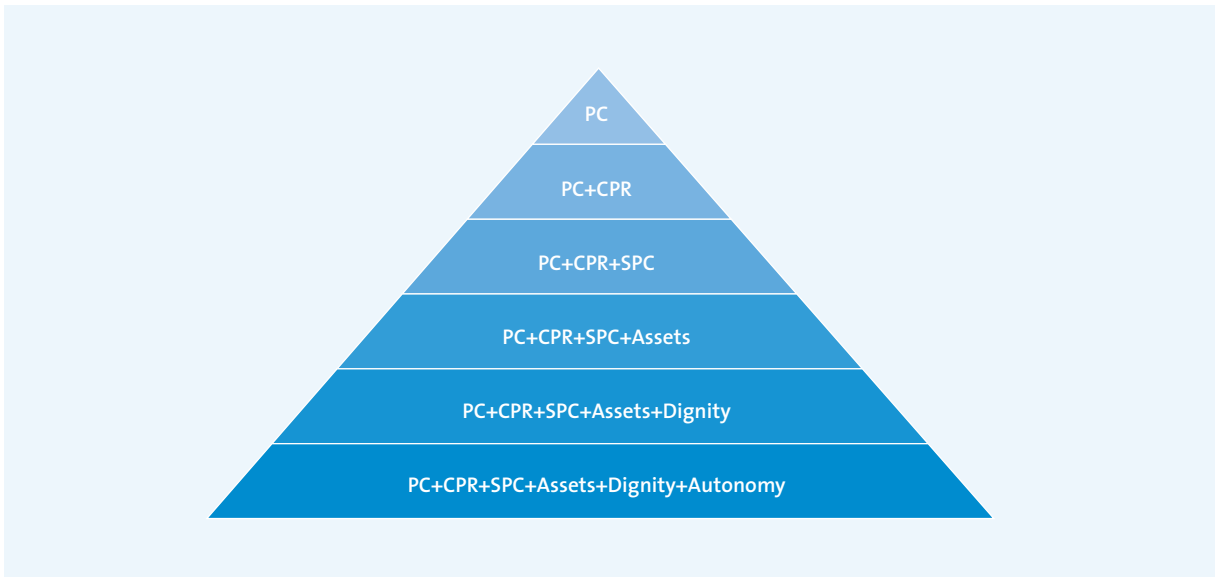 PC
PC+CPR
PC+CPR+SPC
PC+CPR+SPC+Assets
PC+CPR+SPC+Assets+Dignity
PC+CPR+SPC+Assets+Dignity+Autonomy